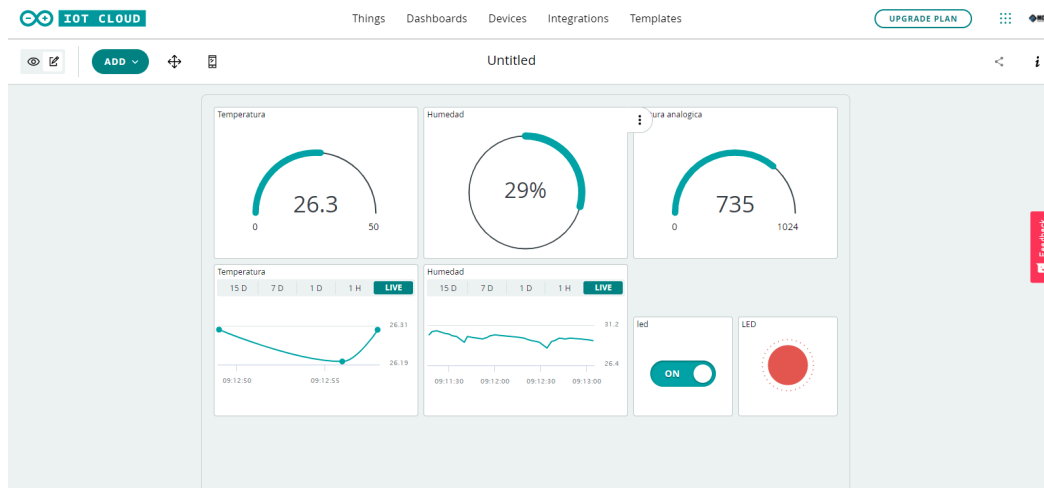 IOT CLOUD
Things Dashboards Devices Integrations Templates
UPGRADE PLAN
ADD
Untitled
i
Temperatura
26.3
0 50
Humedad
29%
ura analogica
735
0 1024
Temperatura
15 D 7 D 1 D 1 H LIVE
26.31
26.19
09:12:50 09:12:55
Humedad
15 D 7 D 1 D 1 H LIVE
31.2
26.4
09:11:30 09:12:00 09:12:30 09:13:00
led
ON
LED
Feedback